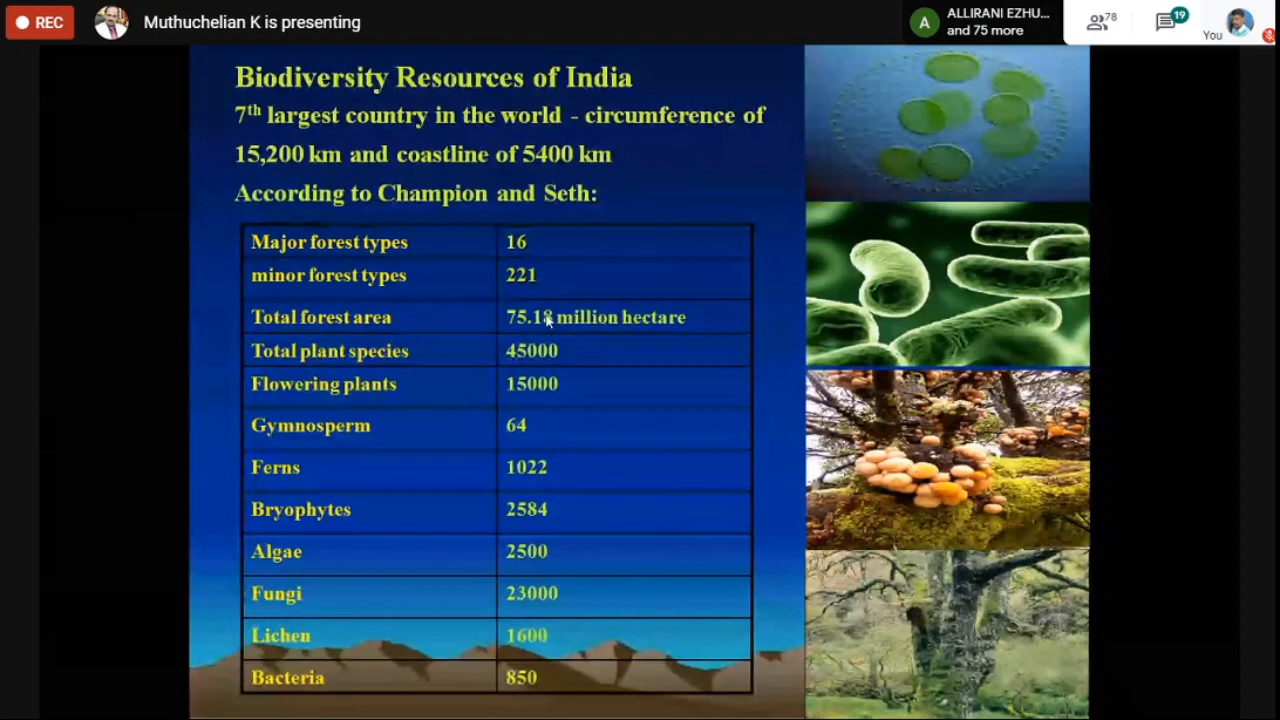 REC
Muthuchelian K is presenting
A
ALLIRANI EZHU...
and 75 more
78
19
You
Biodiversity Resources of India
7th largest country in the world - circumference of
15,200 km and coastline of 5400 km
According to Champion and Seth:
Major forest types 16
minor forest types 221
Total forest area 75.18 million hectare
Total plant species 45000
Flowering plants 15000
Gymnosperm 64
Ferns 1022
Bryophytes 2584
Algae 2500
Fungi 23000
Lichen 1600
Bacteria 850